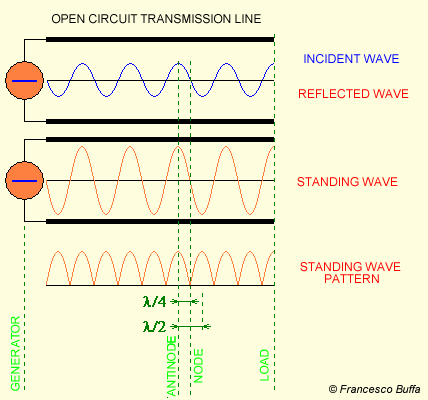 OPEN CIRCUIT TRANSMISSION LINE
INCIDENT WAVE
REFLECTED WAVE
STANDING WAVE
STANDING WAVE
PATTERN
λ/4
λ/2
GENERATOR
ANTINODE
NODE
LOAD
© Francesco Buffa